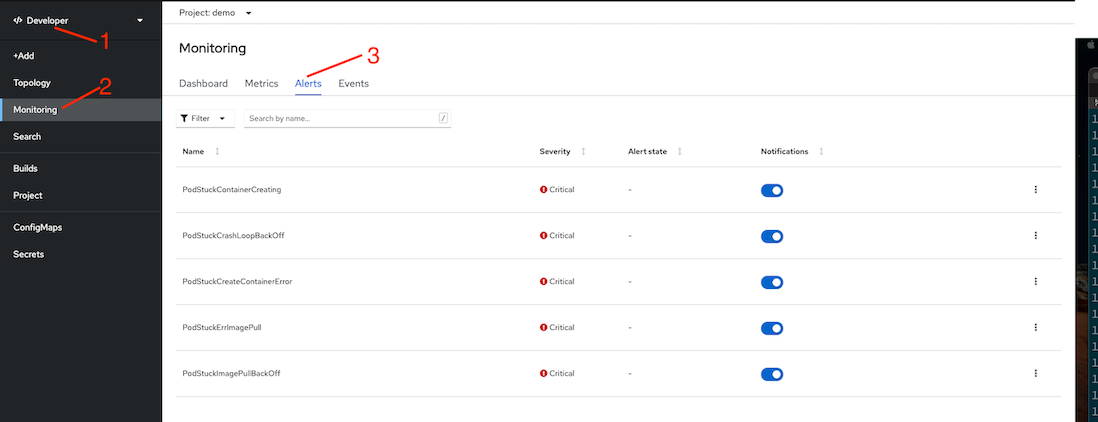 Developer
1
+Add
Topology
2
Monitoring
Search
Builds
Project
ConfigMaps
Secrets
Project: demo
Monitoring
3
Dashboard Metrics Alerts Events
Filter Search by name... /
Name Severity Alert state Notifications
PodStuckContainerCreating Critical -
PodStuckCrashLoopBackOff Critical -
PodStuckCreateContainerError Critical -
PodStuckErrImagePull Critical -
PodStuckImagePullBackOff Critical -